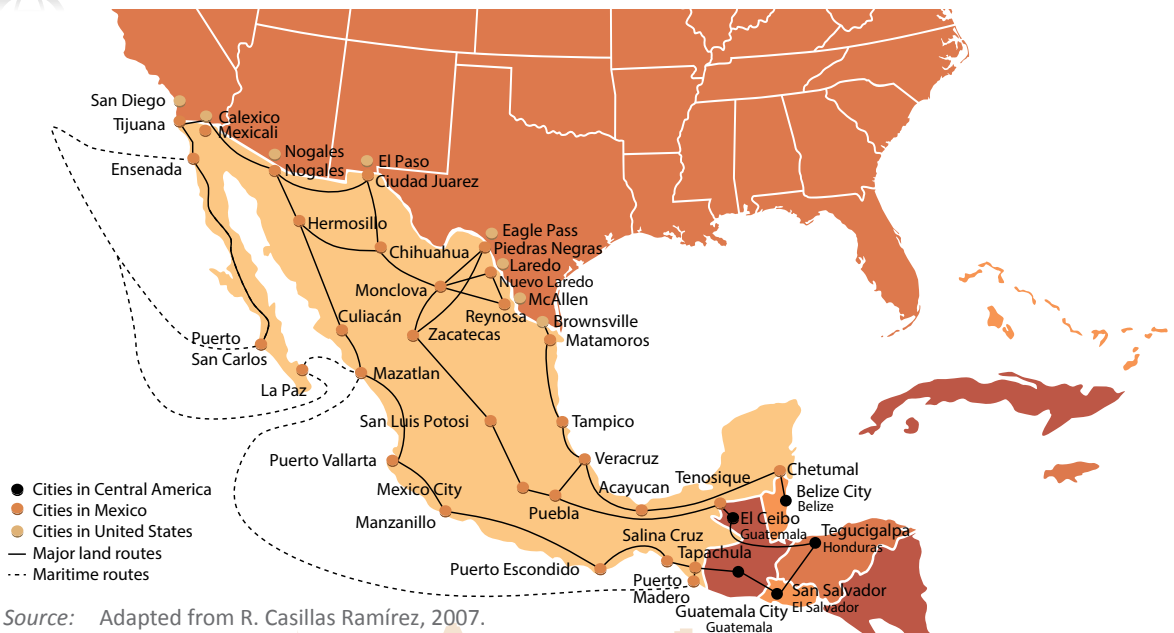 San Diego
Tijuana
Calexico
Mexicali
Ensenada
Nogales
Nogales
El Paso
Ciudad Juarez
Hermosillo
Chihuahua
Eagle Pass
Piedras Negras
Laredo
Nuevo Laredo
McAllen
Monclova
Reynosa
Brownsville
Matamoros
Culiacán
Zacatecas
Puerto
San Carlos
La Paz
Mazatlan
San Luis Potosi
Tampico
Puerto Vallarta
Veracruz
Mexico City
Acayucan
Tenosique
Chetumal
Belize City
Belize
Manzanillo
Puebla
El Ceibo
Guatemala
Tegucigalpa
Honduras
Salina Cruz
Tapachula
Puerto Escondido
Puerto
Madero
San Salvador
El Salvador
Guatemala City
Guatemala
Cities in Central America
Cities in Mexico
Cities in United States
Major land routes
Maritime routes
Source: Adapted from R. Casillas Ramírez, 2007.